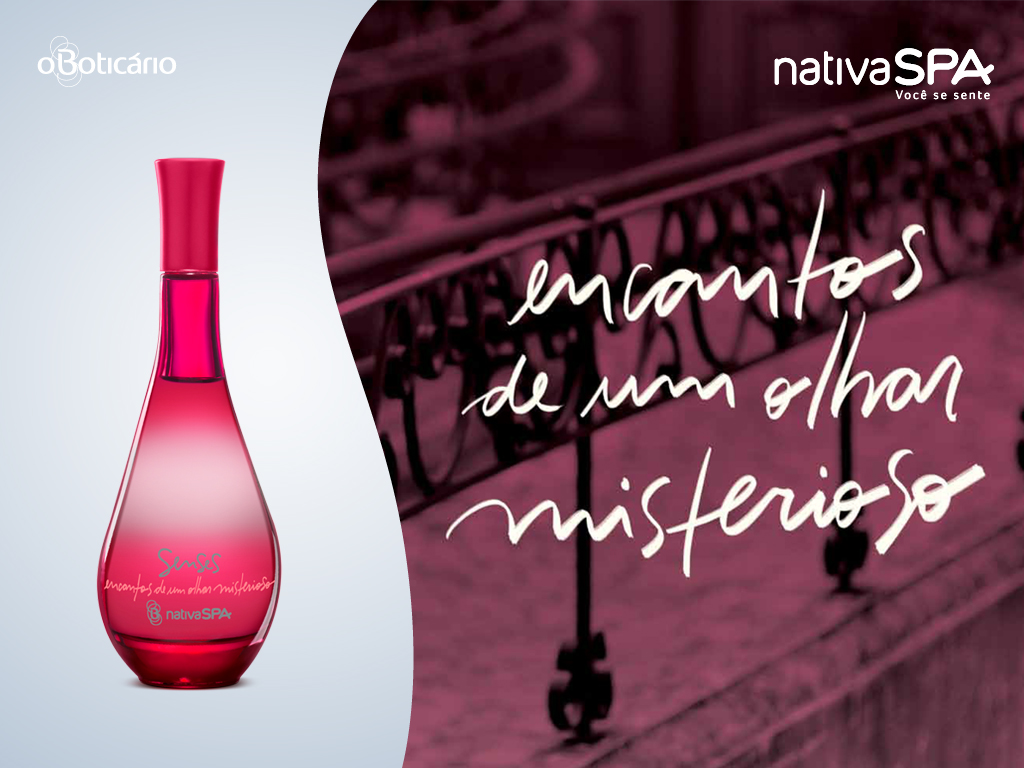 oBoticário
nativaSPA
Você se sente
encantos
de um olhar
misterioso
Senses
encantos de um olhar misterioso
nativaSPA